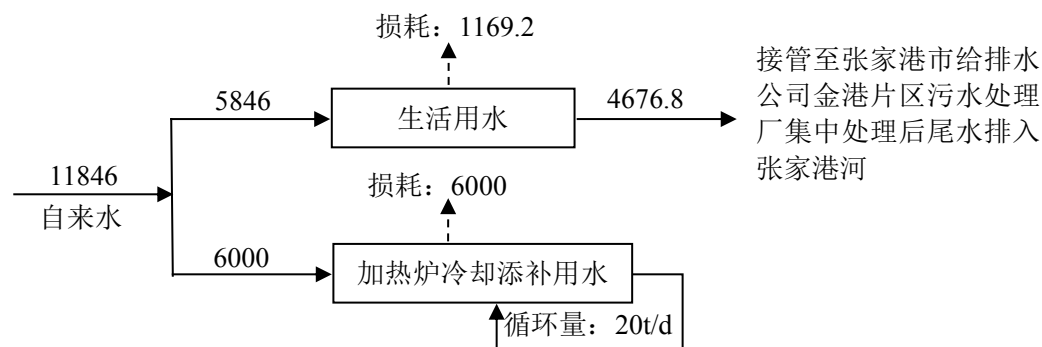 损耗：1169.2
5846
生活用水
4676.8
接管至张家港市给排水
公司金港片区污水处理
厂集中处理后尾水排入
张家港河
11846
自来水
损耗：6000
6000
加热炉冷却添补用水
循环量：20t/d